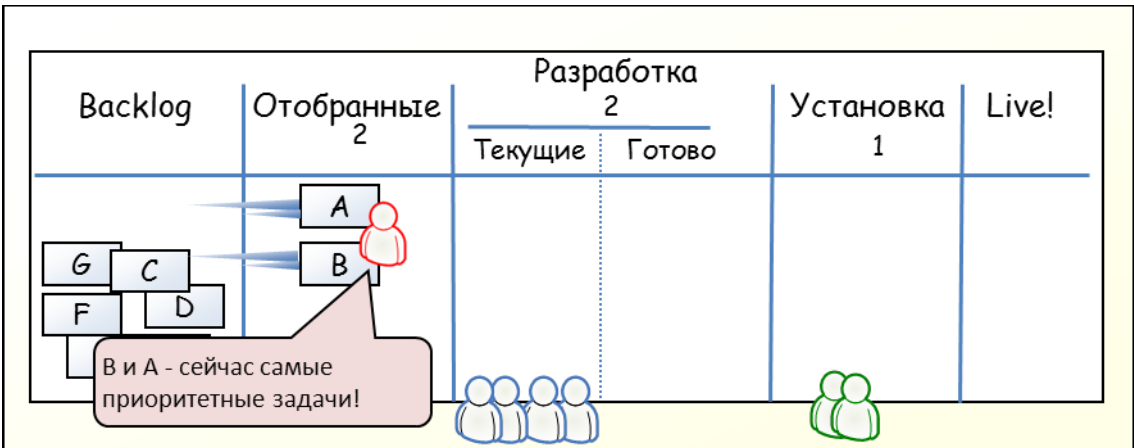 Backlog
Отобранные
2
Разработка
2
Текущие
Готово
Установка
1
Live!
A
B
G
C
F
D
В и А - сейчас самые
приоритетные задачи!